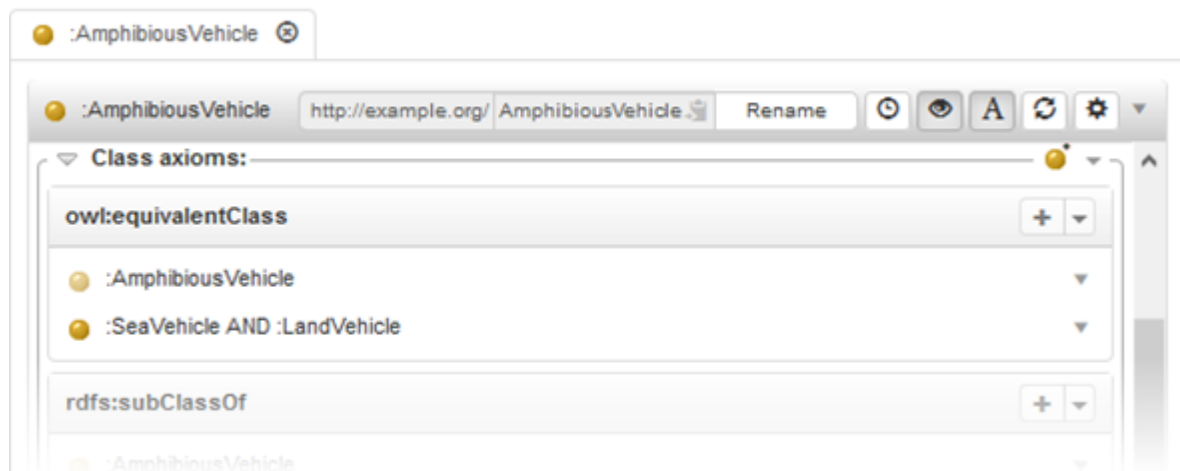 :AmphibiousVehicle
:AmphibiousVehicle http://example.org/ AmphibiousVehicle Rename A
Class axioms:
owl:equivalentClass
:AmphibiousVehicle
:SeaVehicle AND :LandVehicle
rdfs:subClassOf
:AmphibiousVehicle